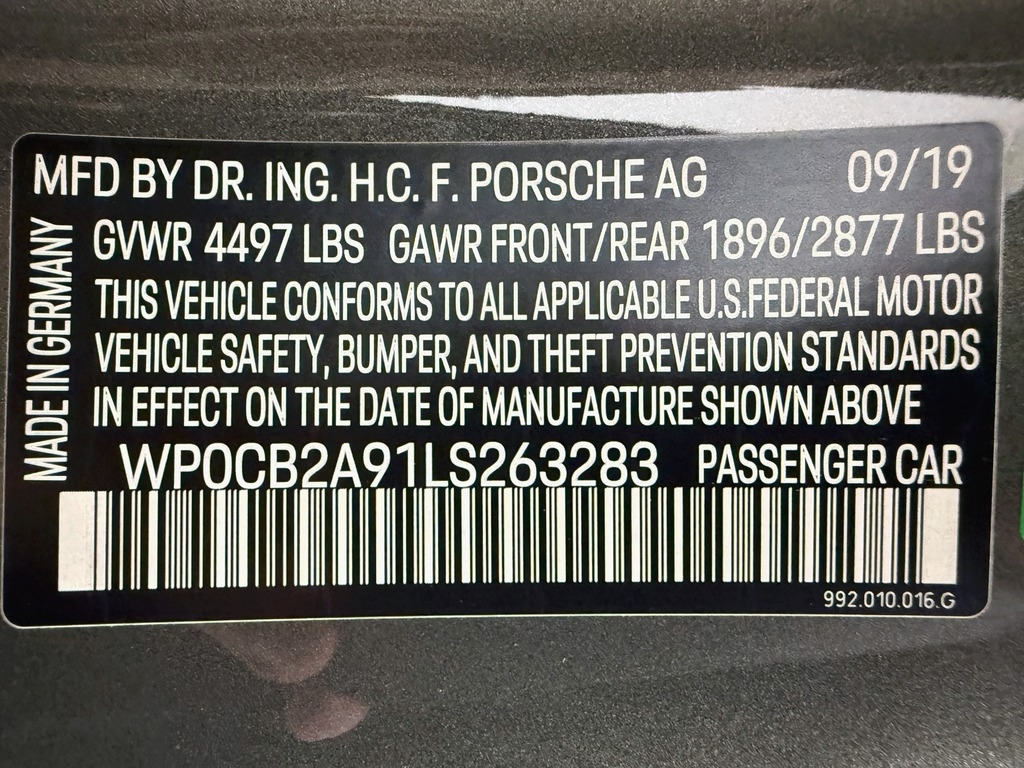 MFD BY DR. ING. H.C. F. PORSCHE AG 09/19
GVWR 4497 LBS GAWR FRONT/REAR 1896/2877 LBS
THIS VEHICLE CONFORMS TO ALL APPLICABLE U.S.FEDERAL MOTOR
VEHICLE SAFETY, BUMPER, AND THEFT PREVENTION STANDARDS
IN EFFECT ON THE DATE OF MANUFACTURE SHOWN ABOVE
WP0CB2A91LS263283 PASSENGER CAR
992.010.016.G
MADE IN GERMANY